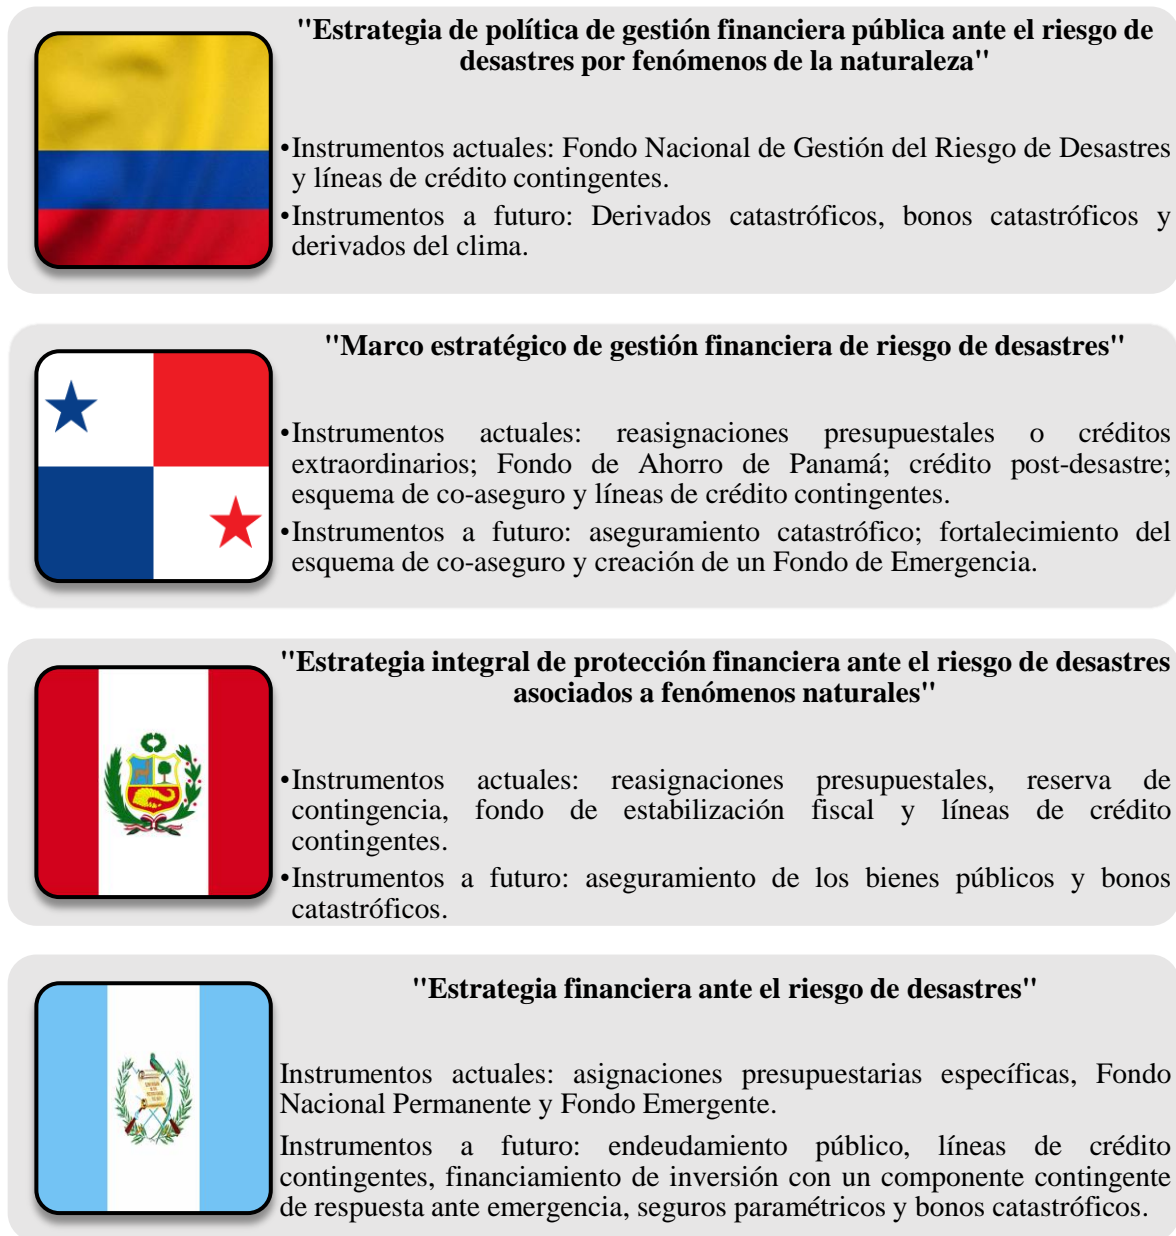 "Estrategia de política de gestión financiera pública ante el riesgo de
desastres por fenómenos de la naturaleza"
•Instrumentos actuales: Fondo Nacional de Gestión del Riesgo de Desastres
y líneas de crédito contingentes.
•Instrumentos a futuro: Derivados catastróficos, bonos catastróficos y
derivados del clima.
"Marco estratégico de gestión financiera de riesgo de desastres"
•Instrumentos actuales: reasignaciones presupuestales o créditos
extraordinarios; Fondo de Ahorro de Panamá; crédito post-desastre;
esquema de co-aseguro y líneas de crédito contingentes.
•Instrumentos a futuro: aseguramiento catastrófico; fortalecimiento del
esquema de co-aseguro y creación de un Fondo de Emergencia.
"Estrategia integral de protección financiera ante el riesgo de desastres
asociados a fenómenos naturales"
•Instrumentos actuales: reasignaciones presupuestales, reserva de
contingencia, fondo de estabilización fiscal y líneas de crédito
contingentes.
•Instrumentos a futuro: aseguramiento de los bienes públicos y bonos
catastróficos.
"Estrategia financiera ante el riesgo de desastres"
Instrumentos actuales: asignaciones presupuestarias específicas, Fondo
Nacional Permanente y Fondo Emergente.
Instrumentos a futuro: endeudamiento público, líneas de crédito
contingentes, financiamiento de inversión con un componente contingente
de respuesta ante emergencia, seguros paramétricos y bonos catastróficos.